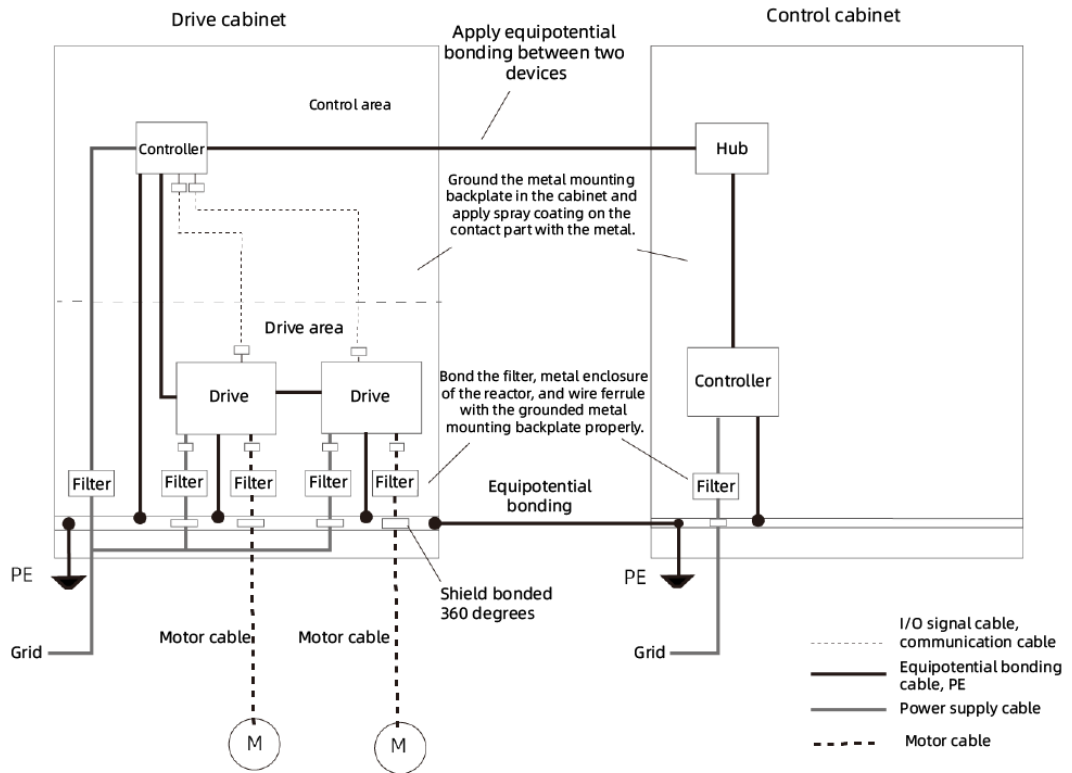 Drive cabinet
Control cabinet
Apply equipotential
bonding between two
devices
Control area
Controller
Hub
Ground the metal mounting
backplate in the cabinet and
apply spray coating on the
contact part with the metal.
Drive area
Drive
Drive
Bond the filter, metal enclosure
of the reactor, and wire ferrule
with the grounded metal
mounting backplate properly.
Controller
Filter
Filter
Filter
Filter
Filter
Filter
Equipotential
bonding
PE
PE
Shield bonded
360 degrees
Motor cable
Motor cable
Grid
Grid
I/O signal cable,
communication cable
Equipotential bonding
cable, PE
Power supply cable
Motor cable
M
M